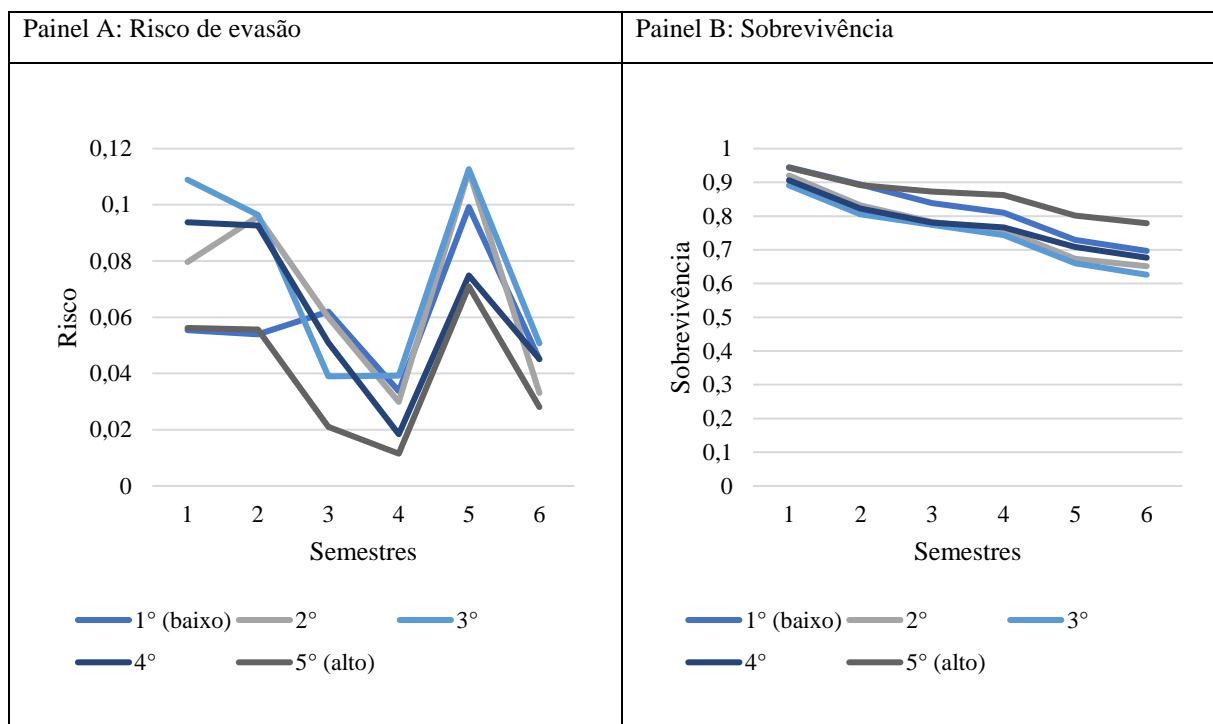 Painel A: Risco de evasão
Painel B: Sobrevivência
0,12
0,1
0,08
0,06
0,04
0,02
0
Risco
1 2 3 4 5 6
Semestres
1° (baixo) 2° 3°
4° 5° (alto)
1
0,9
0,8
0,7
0,6
0,5
0,4
0,3
0,2
0,1
0
Sobrevivência
1 2 3 4 5 6
Semestres
1° (baixo) 2° 3°
4° 5° (alto)